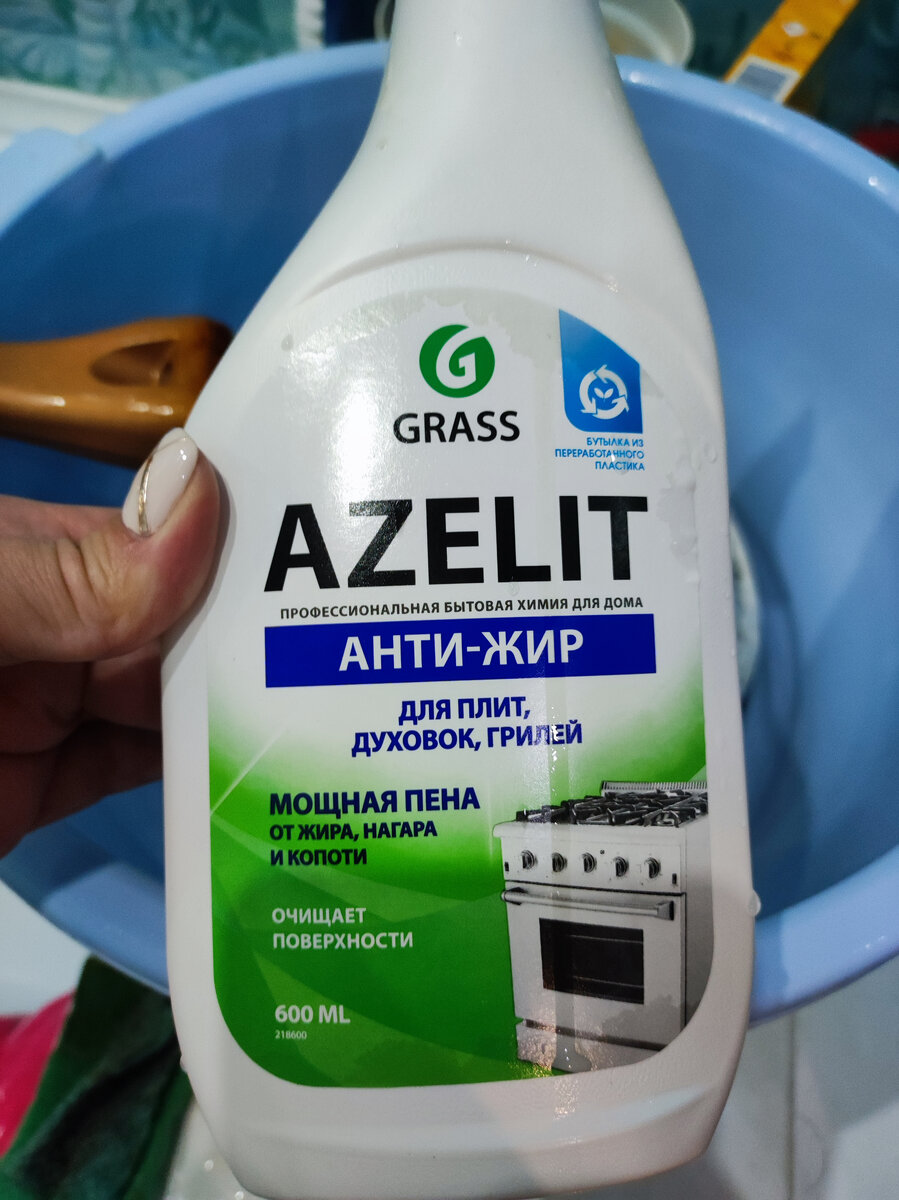 GRASS
БУТЫЛКА ИЗ
ПЕРЕРАБОТАННОГО
ПЛАСТИКА
AZELIT
ПРОФЕССИОНАЛЬНАЯ БЫТОВАЯ ХИМИЯ ДЛЯ ДОМА
АНТИ-ЖИР
ДЛЯ ПЛИТ,
ДУХОВОК, ГРИЛЕЙ
МОЩНАЯ ПЕНА
ОТ ЖИРА, НАГАРА
И КОПОТИ
ОЧИЩАЕТ
ПОВЕРХНОСТИ
600 ML
218600